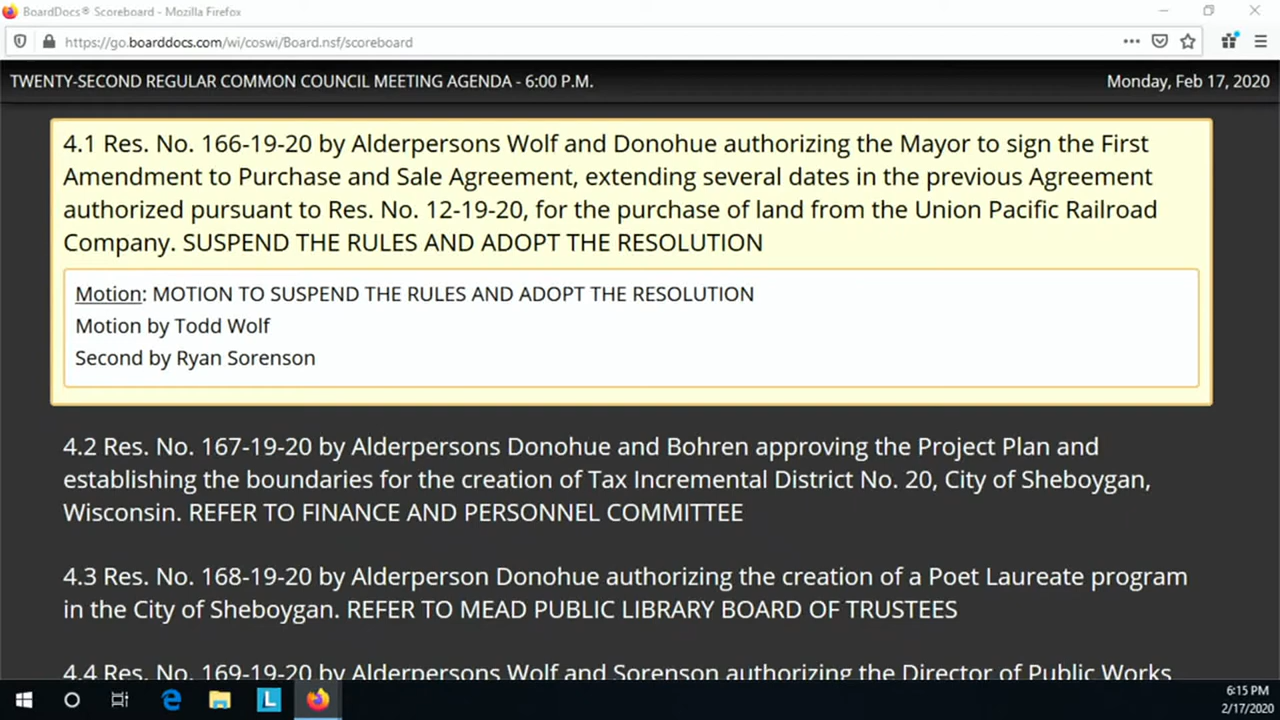 BoardDocs® Scoreboard - Mozilla Firefox
https://go.boarddocs.com/wi/coswi/Board.nsf/scoreboard
TWENTY-SECOND REGULAR COMMON COUNCIL MEETING AGENDA - 6:00 P.M. Monday, Feb 17, 2020
4.1 Res. No. 166-19-20 by Alderpersons Wolf and Donohue authorizing the Mayor to sign the First
Amendment to Purchase and Sale Agreement, extending several dates in the previous Agreement
authorized pursuant to Res. No. 12-19-20, for the purchase of land from the Union Pacific Railroad
Company. SUSPEND THE RULES AND ADOPT THE RESOLUTION
Motion: MOTION TO SUSPEND THE RULES AND ADOPT THE RESOLUTION
Motion by Todd Wolf
Second by Ryan Sorenson
4.2 Res. No. 167-19-20 by Alderpersons Donohue and Bohren approving the Project Plan and
establishing the boundaries for the creation of Tax Incremental District No. 20, City of Sheboygan,
Wisconsin. REFER TO FINANCE AND PERSONNEL COMMITTEE
4.3 Res. No. 168-19-20 by Alderperson Donohue authorizing the creation of a Poet Laureate program
in the City of Sheboygan. REFER TO MEAD PUBLIC LIBRARY BOARD OF TRUSTEES
4.4 Res. No. 169-19-20 by Alderpersons Wolf and Sorenson authorizing the Director of Public Works
L
6:15 PM
2/17/2020